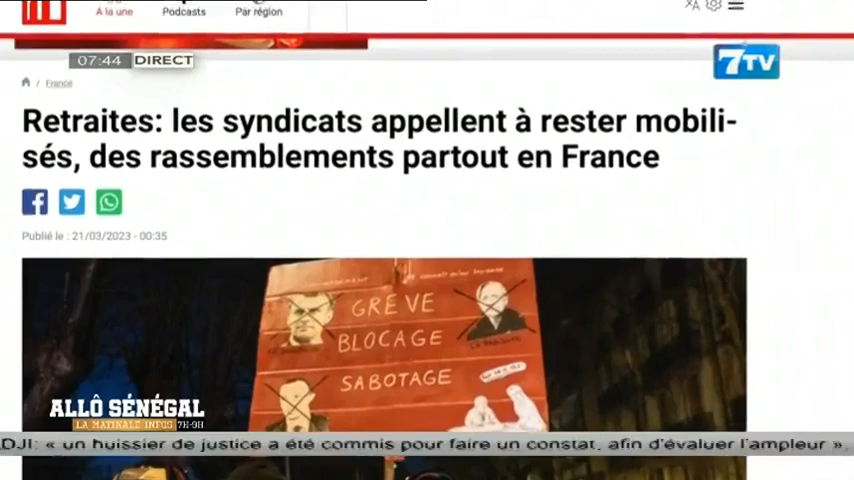 À la une
Podcasts
Par région
07:44 DIRECT
7TV
/ France
Retraites: les syndicats appellent à rester mobili-
sés, des rassemblements partout en France
Publié le : 21/03/2023 - 00:35
GRÈVE
BLOCAGE
SABOTAGE
ALLÔ SÉNÉGAL
LA MATINALE INFOS 7H-9H
ADJI: « un huissier de justice a été commis pour faire un constat, afin d'évaluer l'ampleur »,